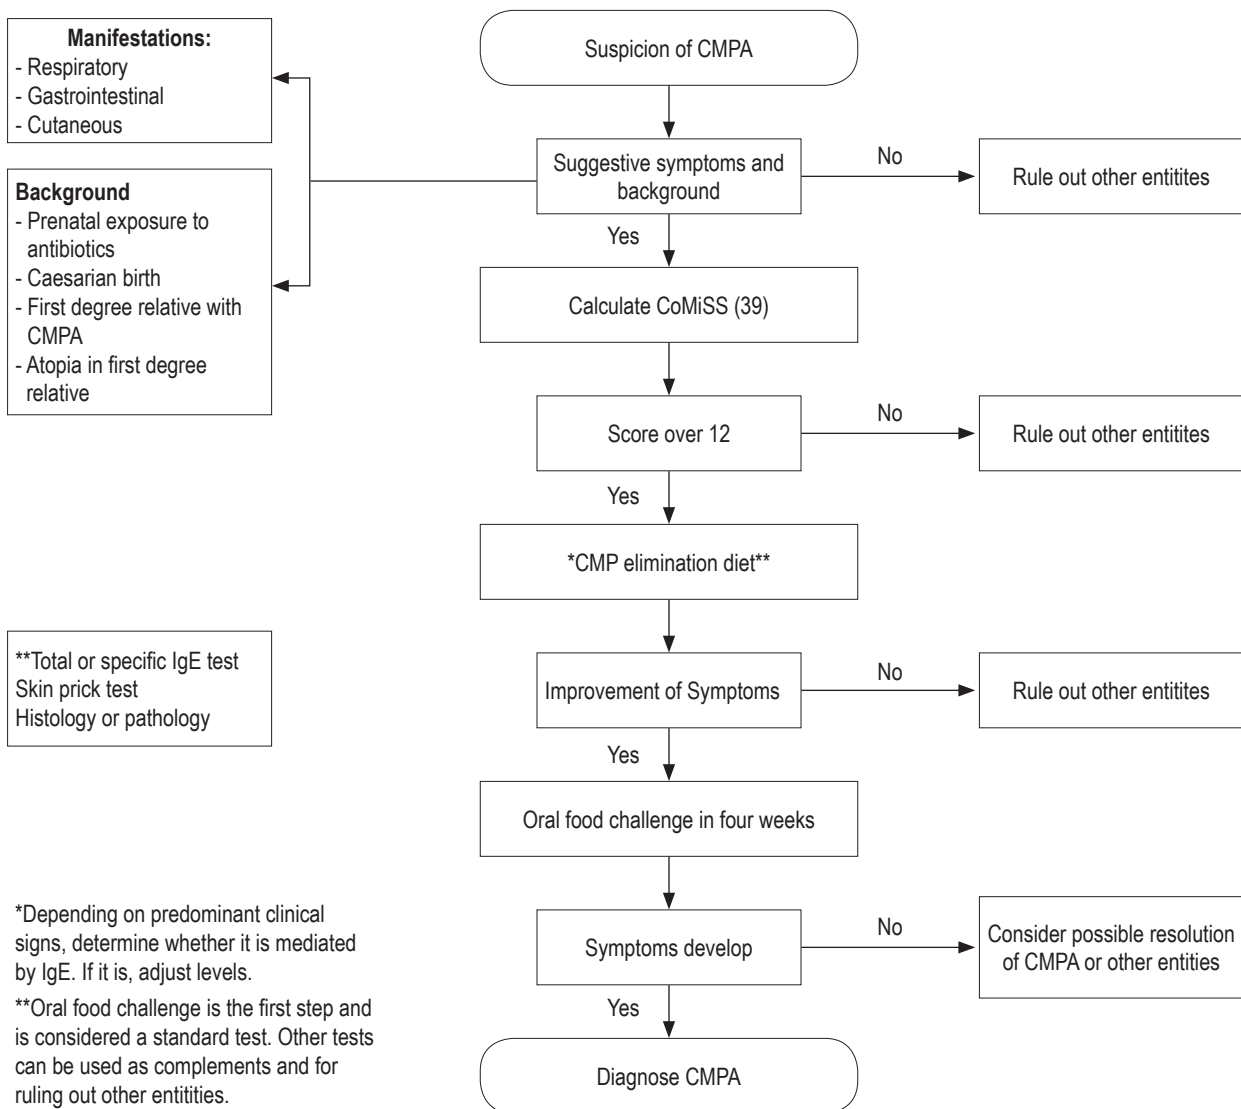 Manifestations:
- Respiratory
- Gastrointestinal
- Cutaneous
Background
- Prenatal exposure to
antibiotics
- Caesarian birth
- First degree relative with
CMPA
- Atopia in first degree
relative
Suspicion of CMPA
Suggestive symptoms and
background
No
Rule out other entitites
Yes
Calculate CoMiSS (39)
Score over 12
No
Rule out other entitites
Yes
*CMP elimination diet**
**Total or specific IgE test
Skin prick test
Histology or pathology
Improvement of Symptoms
No
Rule out other entitites
Yes
Oral food challenge in four weeks
Symptoms develop
No
Consider possible resolution
of CMPA or other entities
Yes
Diagnose CMPA
*Depending on predominant clinical
signs, determine whether it is mediated
by IgE. If it is, adjust levels.
**Oral food challenge is the first step and
is considered a standard test. Other tests
can be used as complements and for
ruling out other entitities.